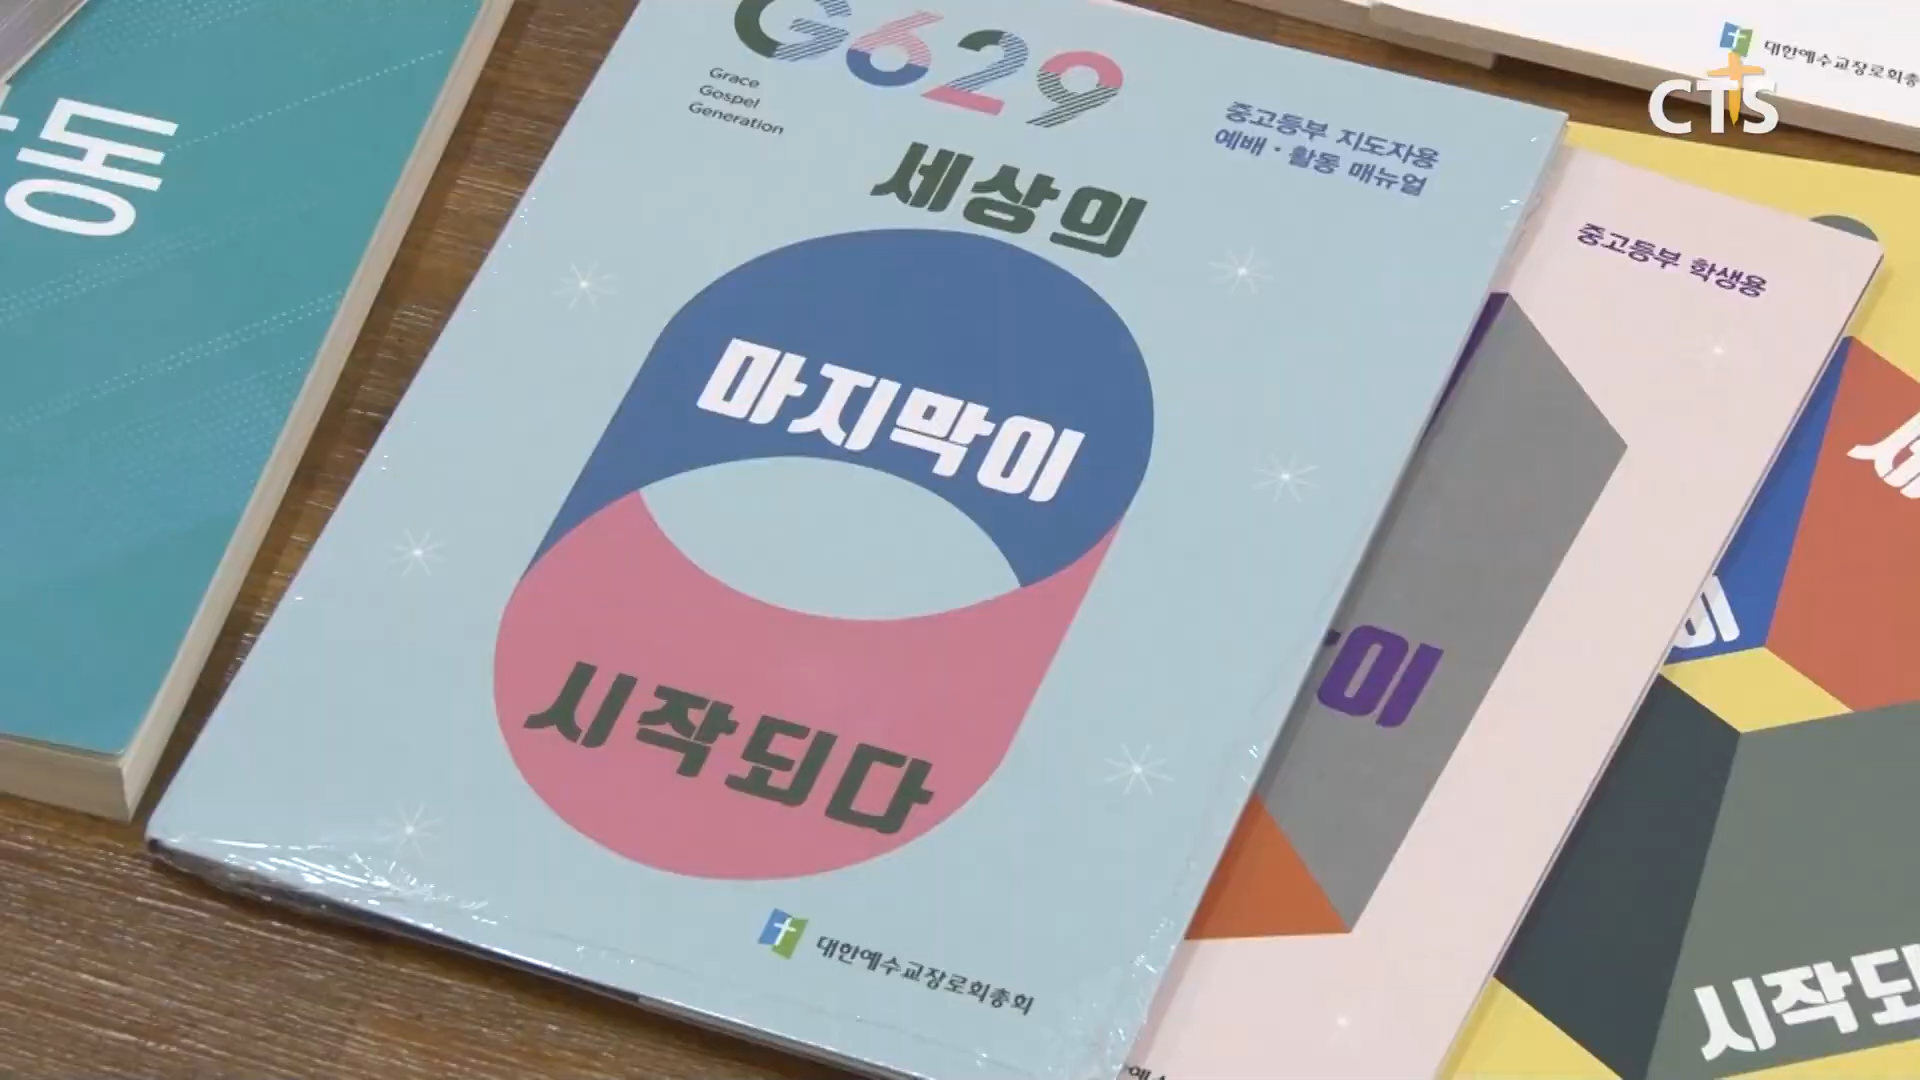 동
G629
Grace
Gospel
Generation
중고등부 지도자용
예배·활동 매뉴얼
세상의
마지막이
시작되다
대한예수교장로회총회
중고등부 학생용
이
시작되
대한예수교장로회총
CTS